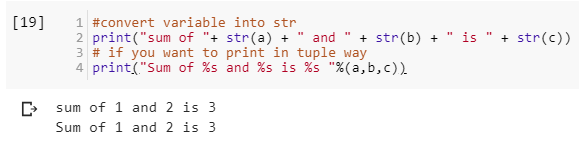 [19]
1 #convert variable into str
2 print("sum of "+ str(a) + " and " + str(b) + " is " + str(c))
3 # if you want to print in tuple way
4 print("Sum of %s and %s is %s "%(a,b,c))
sum of 1 and 2 is 3
Sum of 1 and 2 is 3